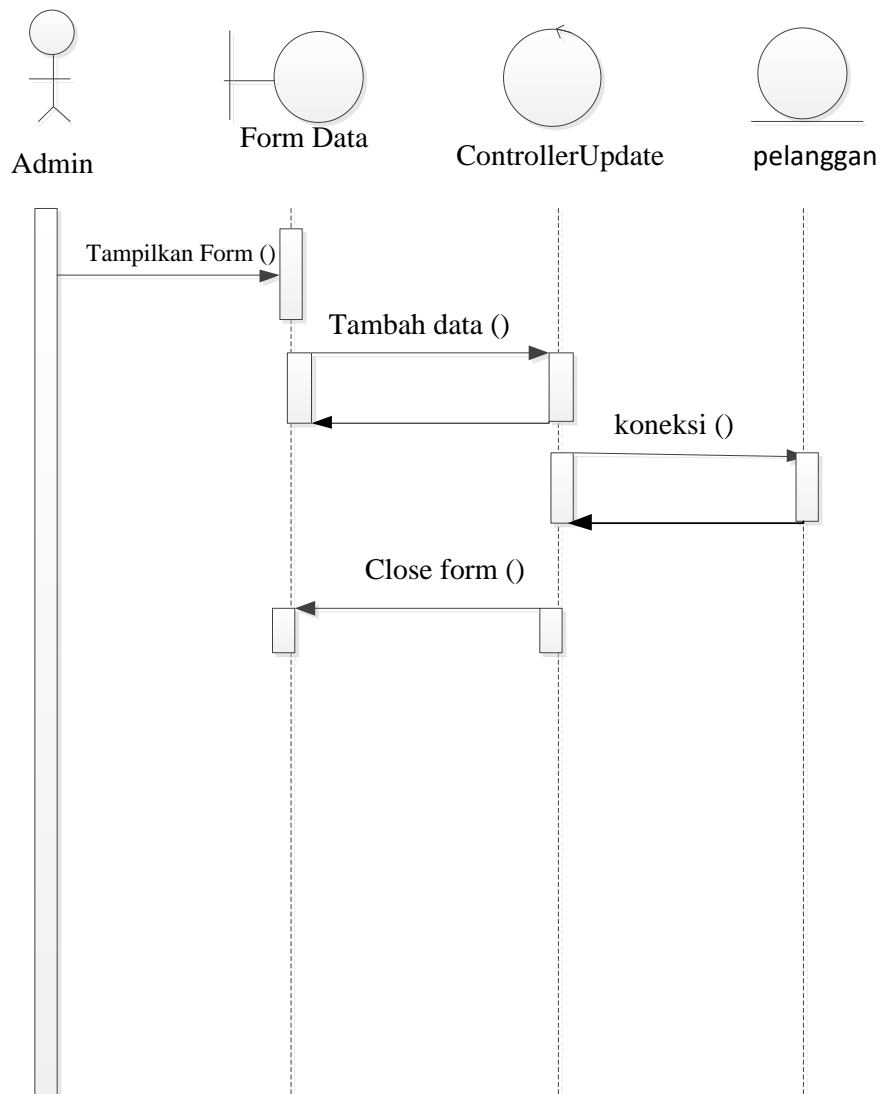 Admin
Form Data
ControllerUpdate
pelanggan
Tampilkan Form ()
Tambah data ()
koneksi ()
Close form ()